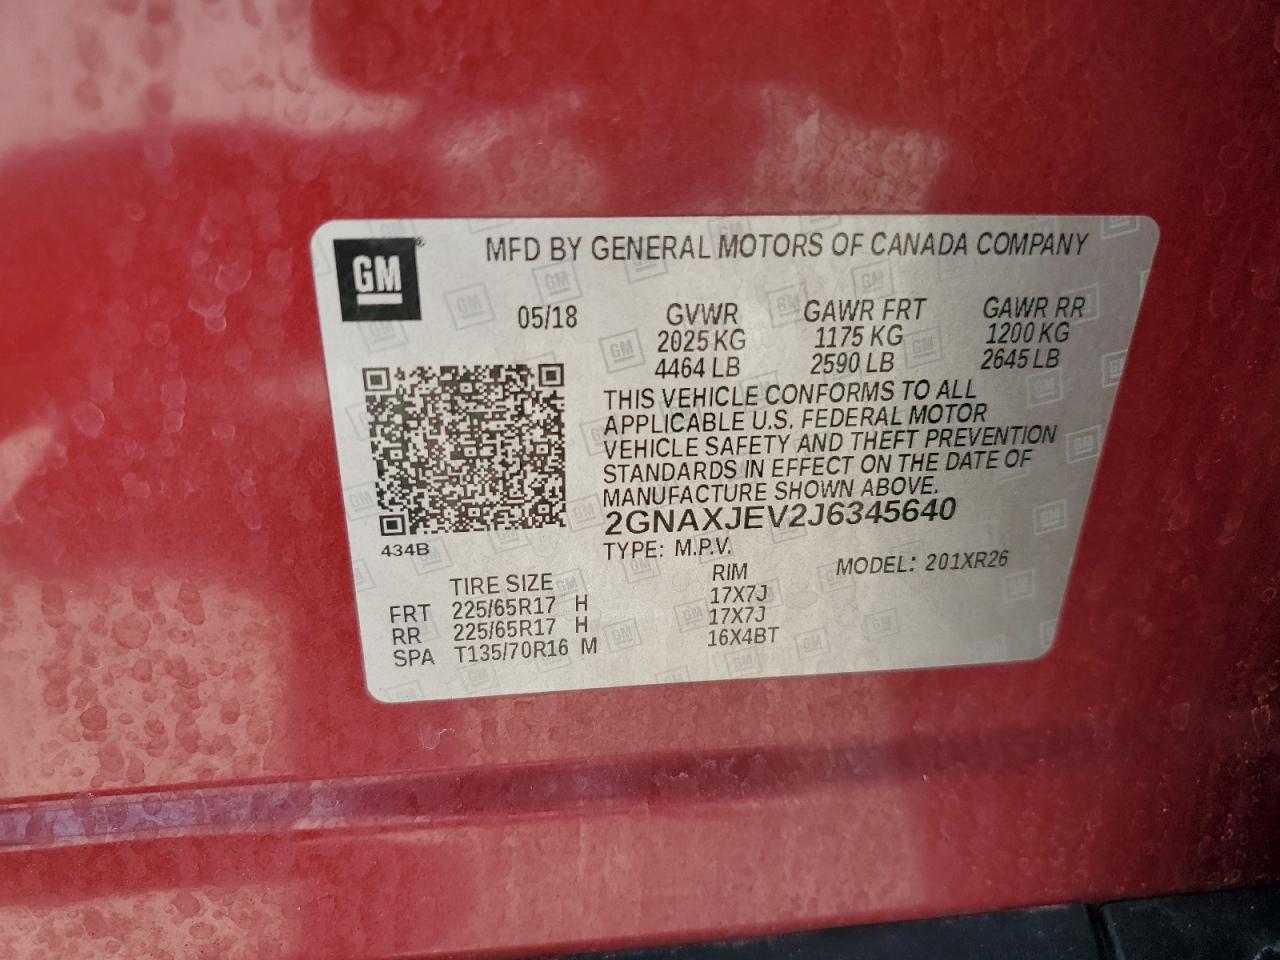 GM®
MFD BY GENERAL MOTORS OF CANADA COMPANY
05/18 GVWR GAWR FRT GAWR RR
2025 KG 1175 KG 1200 KG
4464 LB 2590 LB 2645 LB
THIS VEHICLE CONFORMS TO ALL
APPLICABLE U.S. FEDERAL MOTOR
VEHICLE SAFETY AND THEFT PREVENTION
STANDARDS IN EFFECT ON THE DATE OF
MANUFACTURE SHOWN ABOVE.
2GNAXJEV2J6345640
434B
TYPE: M.P.V. MODEL: 201XR26
TIRE SIZE RIM
FRT 225/65R17 H 17X7J
RR 225/65R17 H 17X7J
SPA T135/70R16 M 16X4BT